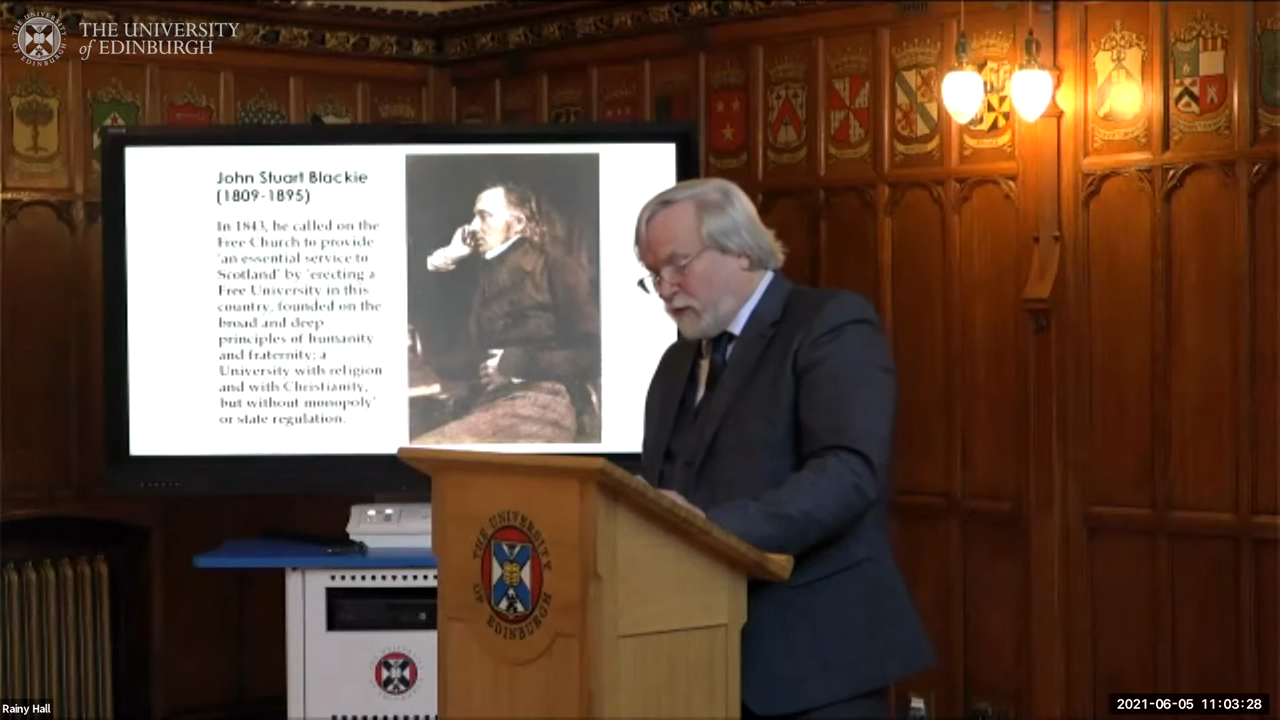 THE UNIVERSITY
of EDINBURGH
John Stuart Blackie
(1809-1895)
In 1843, he called on the
Free Church to provide
'an essential service to
Scotland' by 'erecting a
Free University in this
country, founded on the
broad and deep
principles of humanity
and fraternity; a
University with religion
and with Christianity,
but without monopoly'
or state regulation.
THE UNIVERSITY
OF EDINBURGH
Rainy Hall
2021-06-05 11:03:28